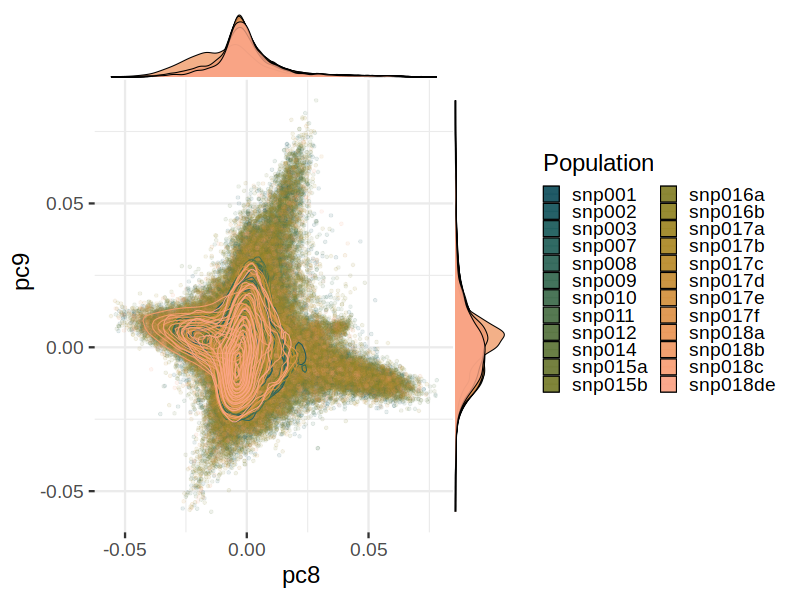 Population
snp001 snp016a
snp002 snp016b
snp003 snp017a
snp007 snp017b
snp008 snp017c
snp009 snp017d
snp010 snp017e
snp011 snp017f
snp012 snp018a
snp014 snp018b
snp015a snp018c
snp015b snp018de
pc9
0.05
0.00
-0.05
-0.05 0.00 0.05
pc8